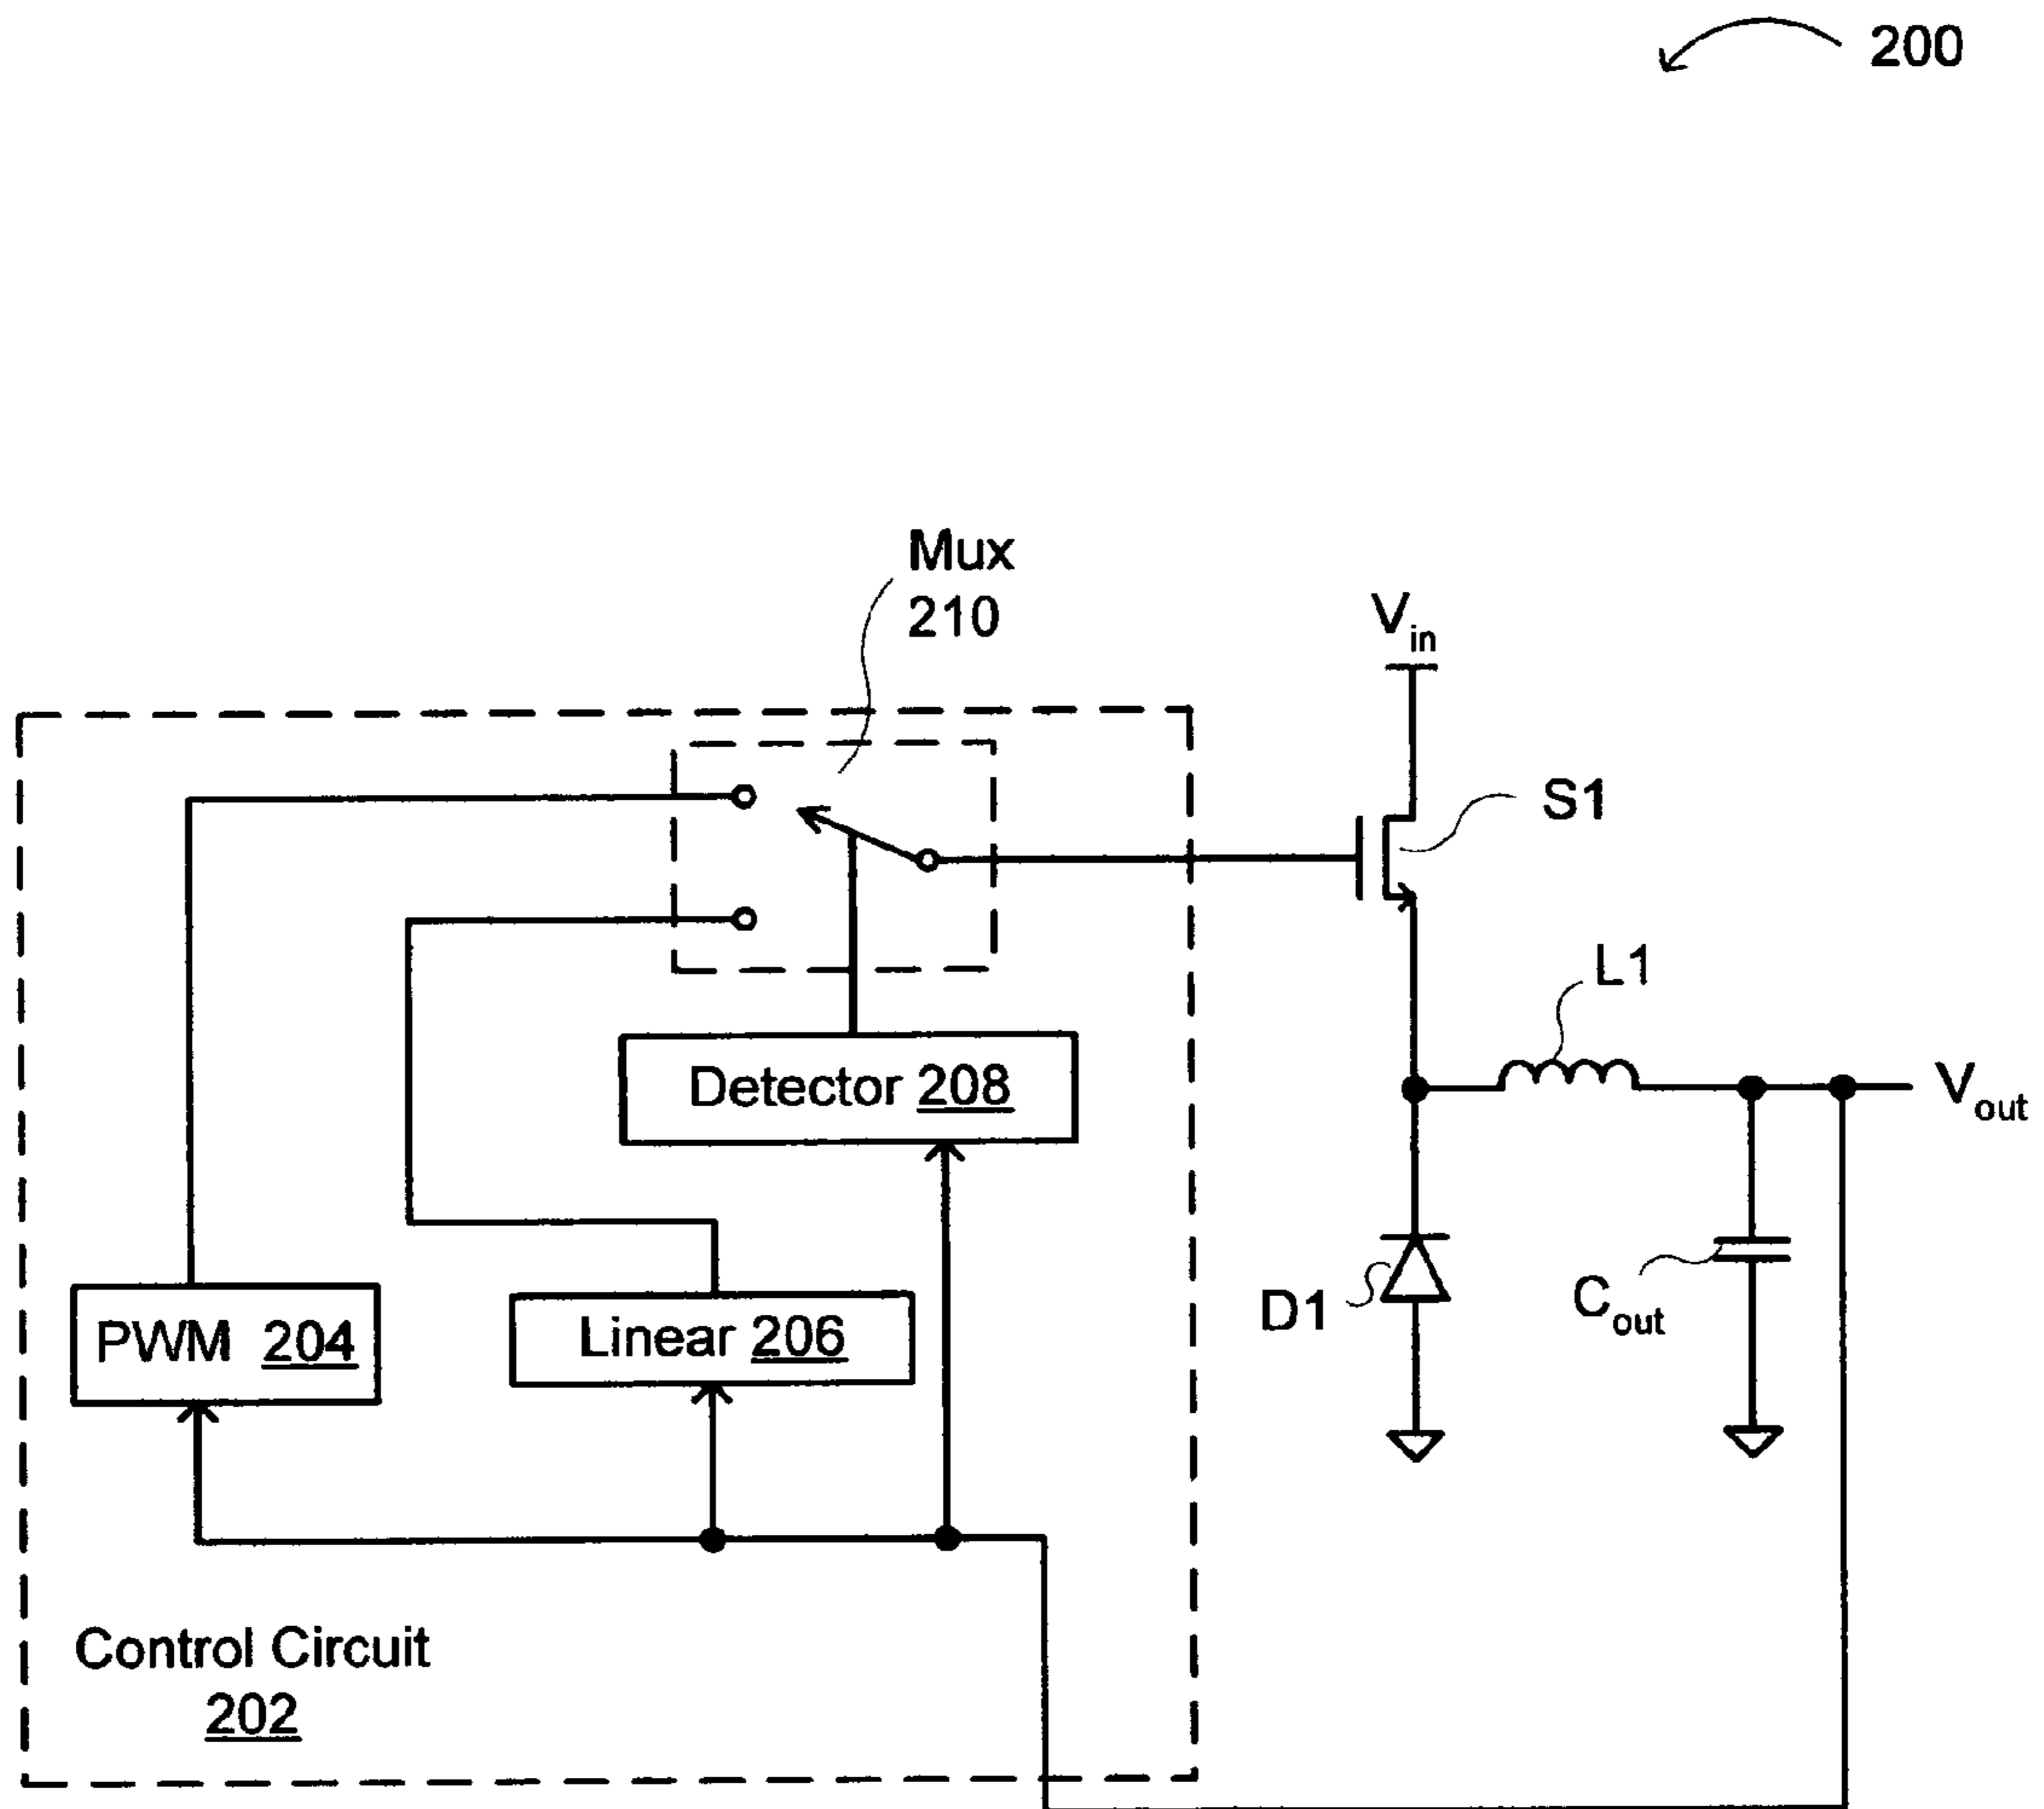 200
Mux
210
Vin
S1
L1
Detector 208
Vout
PWM 204
Linear 206
D1
Cout
Control Circuit
202